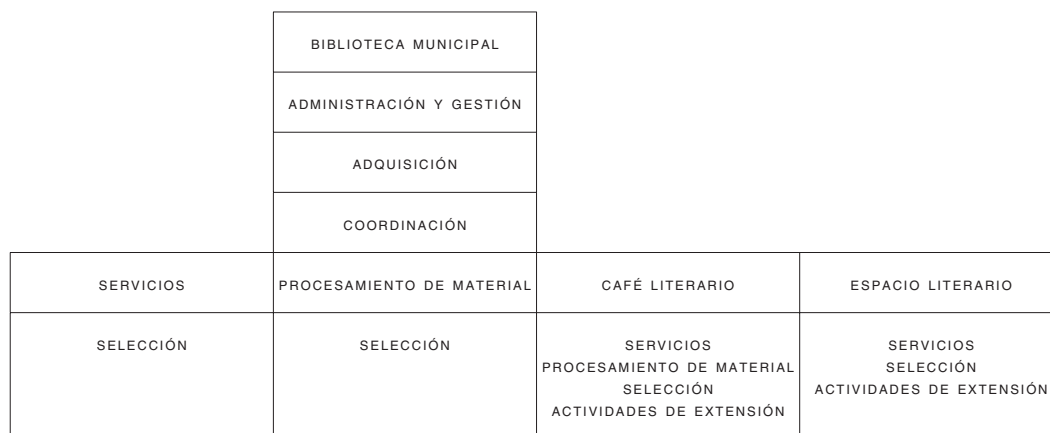 BIBLIOTECA MUNICIPAL
ADMINISTRACIÓN Y GESTIÓN
ADQUISICIÓN
COORDINACIÓN
SERVICIOS
PROCESAMIENTO DE MATERIAL
CAFÉ LITERARIO
ESPACIO LITERARIO
SELECCIÓN
SELECCIÓN
SERVICIOS
PROCESAMIENTO DE MATERIAL
SELECCIÓN
ACTIVIDADES DE EXTENSIÓN
SERVICIOS
SELECCIÓN
ACTIVIDADES DE EXTENSIÓN